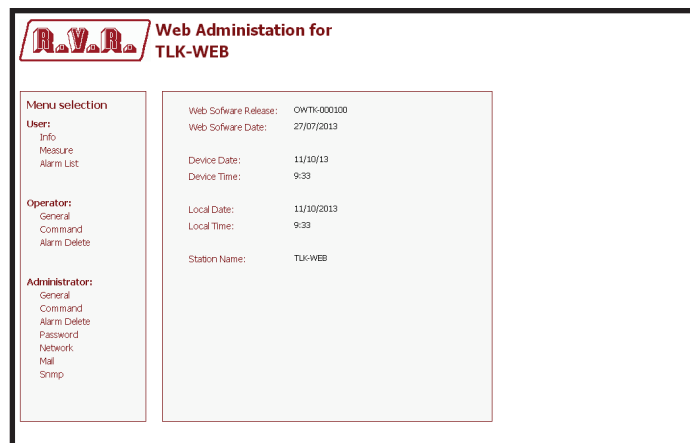 R.V.R.
Web Administation for
TLK-WEB
Menu selection
User:
Info
Measure
Alarm List
Operator:
General
Command
Alarm Delete
Administrator:
General
Command
Alarm Delete
Password
Network
Mail
Snmp
Web Sofware Release: OWTK-000100
Web Sofware Date: 27/07/2013
Device Date: 11/10/13
Device Time: 9:33
Local Date: 11/10/2013
Local Time: 9:33
Station Name: TLK-WEB